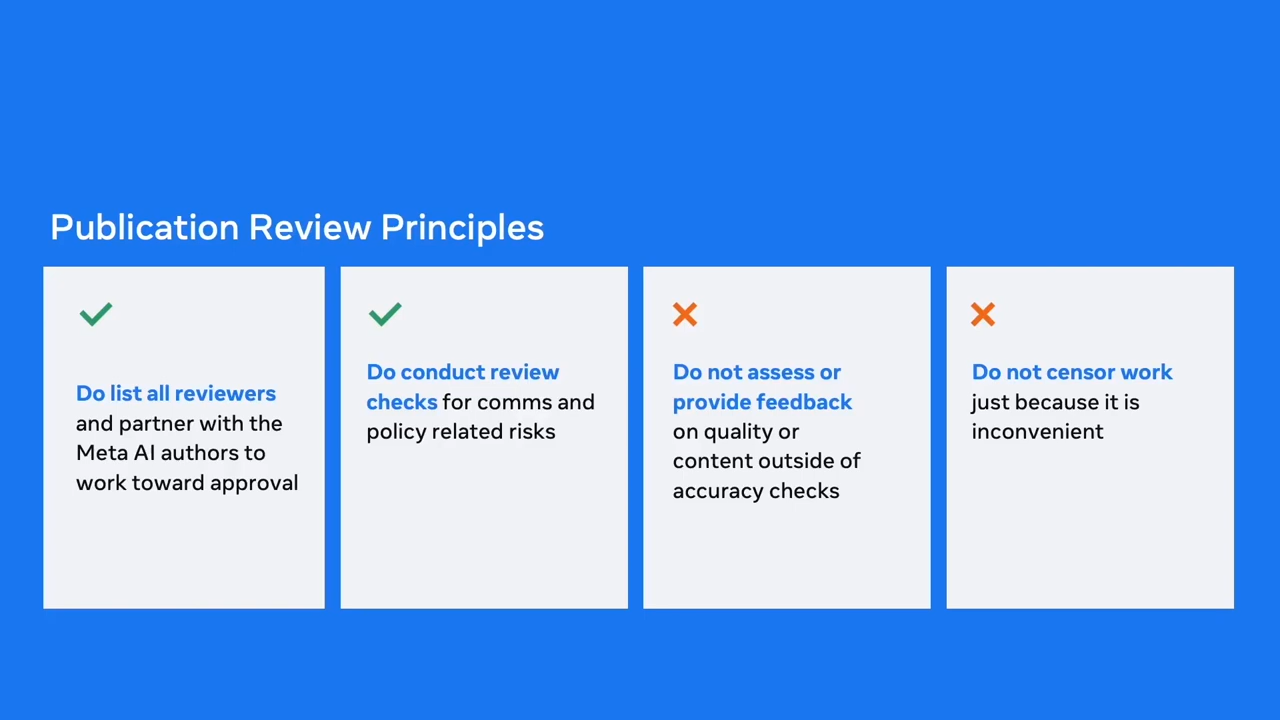 Publication Review Principles
Do list all reviewers
and partner with the
Meta AI authors to
work toward approval
Do conduct review
checks for comms and
policy related risks
Do not assess or
provide feedback
on quality or
content outside of
accuracy checks
Do not censor work
just because it is
inconvenient